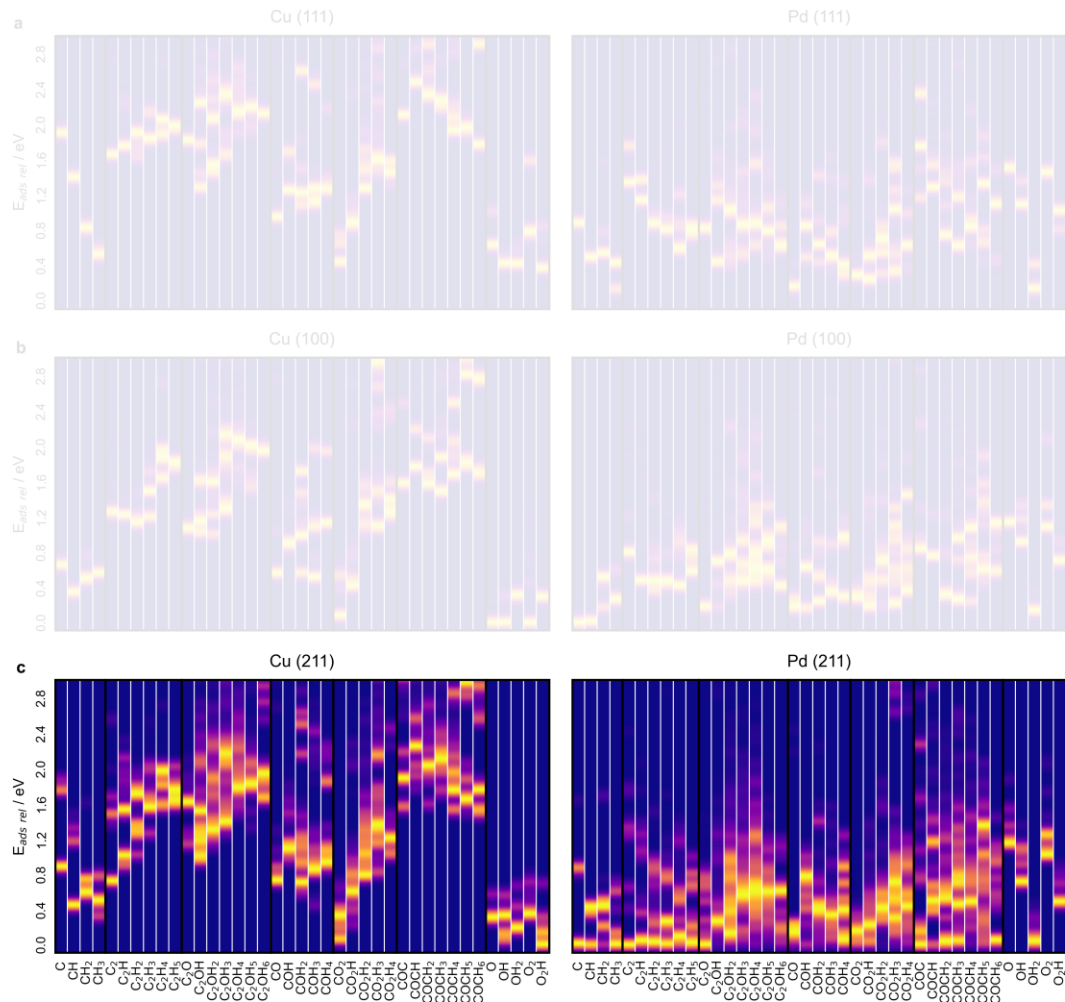 a
Cu (111)
Pd (111)
E_ads rel / eV
2.8
2.4
2.0
1.6
1.2
0.8
0.4
0.0
b
Cu (100)
Pd (100)
E_ads rel / eV
2.8
2.4
2.0
1.6
1.2
0.8
0.4
0.0
c
Cu (211)
Pd (211)
E_ads rel / eV
2.8
2.4
2.0
1.6
1.2
0.8
0.4
0.0
C
CH
CH₂
CH₃
C₂
C₂H
C₂H₂
C₂H₃
C₂H₄
C₂H₅
C₂O
C₂OH
C₂OH₂
C₂OH₃
C₂OH₄
C₂OH₅
C₂OH₆
CO
COH
COH₂
COH₃
COH₄
CO₂
CO₂H
CO₂H₂
CO₂H₃
CO₂H₄
COC
COCH
COCH₂
COCH₃
COCH₄
COCH₅
COCH₆
O
OH
OH₂
O₂
O₂H
C
CH
CH₂
CH₃
C₂
C₂H
C₂H₂
C₂H₃
C₂H₄
C₂H₅
C₂O
C₂OH
C₂OH₂
C₂OH₃
C₂OH₄
C₂OH₅
C₂OH₆
CO
COH
COH₂
COH₃
COH₄
CO₂
CO₂H
CO₂H₂
CO₂H₃
CO₂H₄
COC
COCH
COCH₂
COCH₃
COCH₄
COCH₅
COCH₆
O
OH
OH₂
O₂
O₂H